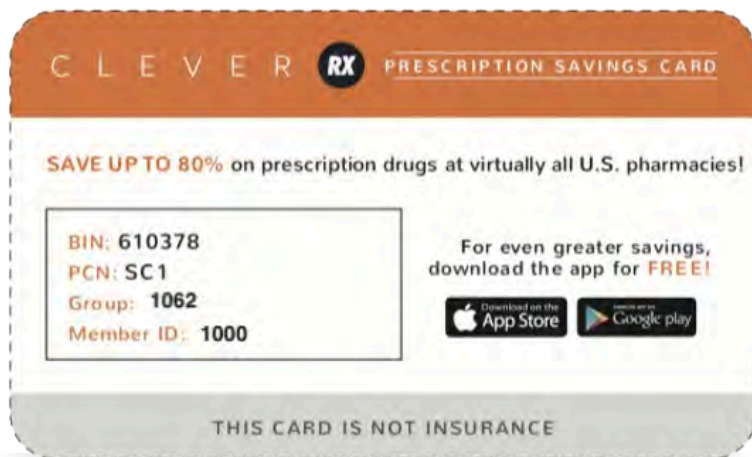 CLEVER RX PRESCRIPTION SAVINGS CARD
SAVE UP TO 80% on prescription drugs at virtually all U.S. pharmacies!
BIN: 610378
PCN: SC1
Group: 1062
Member ID: 1000
For even greater savings,
download the app for FREE!
Download on the
App Store
Google play
THIS CARD IS NOT INSURANCE